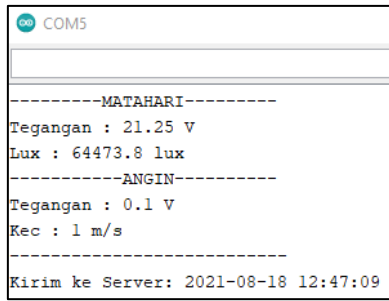 COM5
---------MATAHARI---------
Tegangan : 21.25 V
Lux : 64473.8 lux
-----------ANGIN----------
Tegangan : 0.1 V
Kec : 1 m/s
---------------------------
Kirim ke Server: 2021-08-18 12:47:09